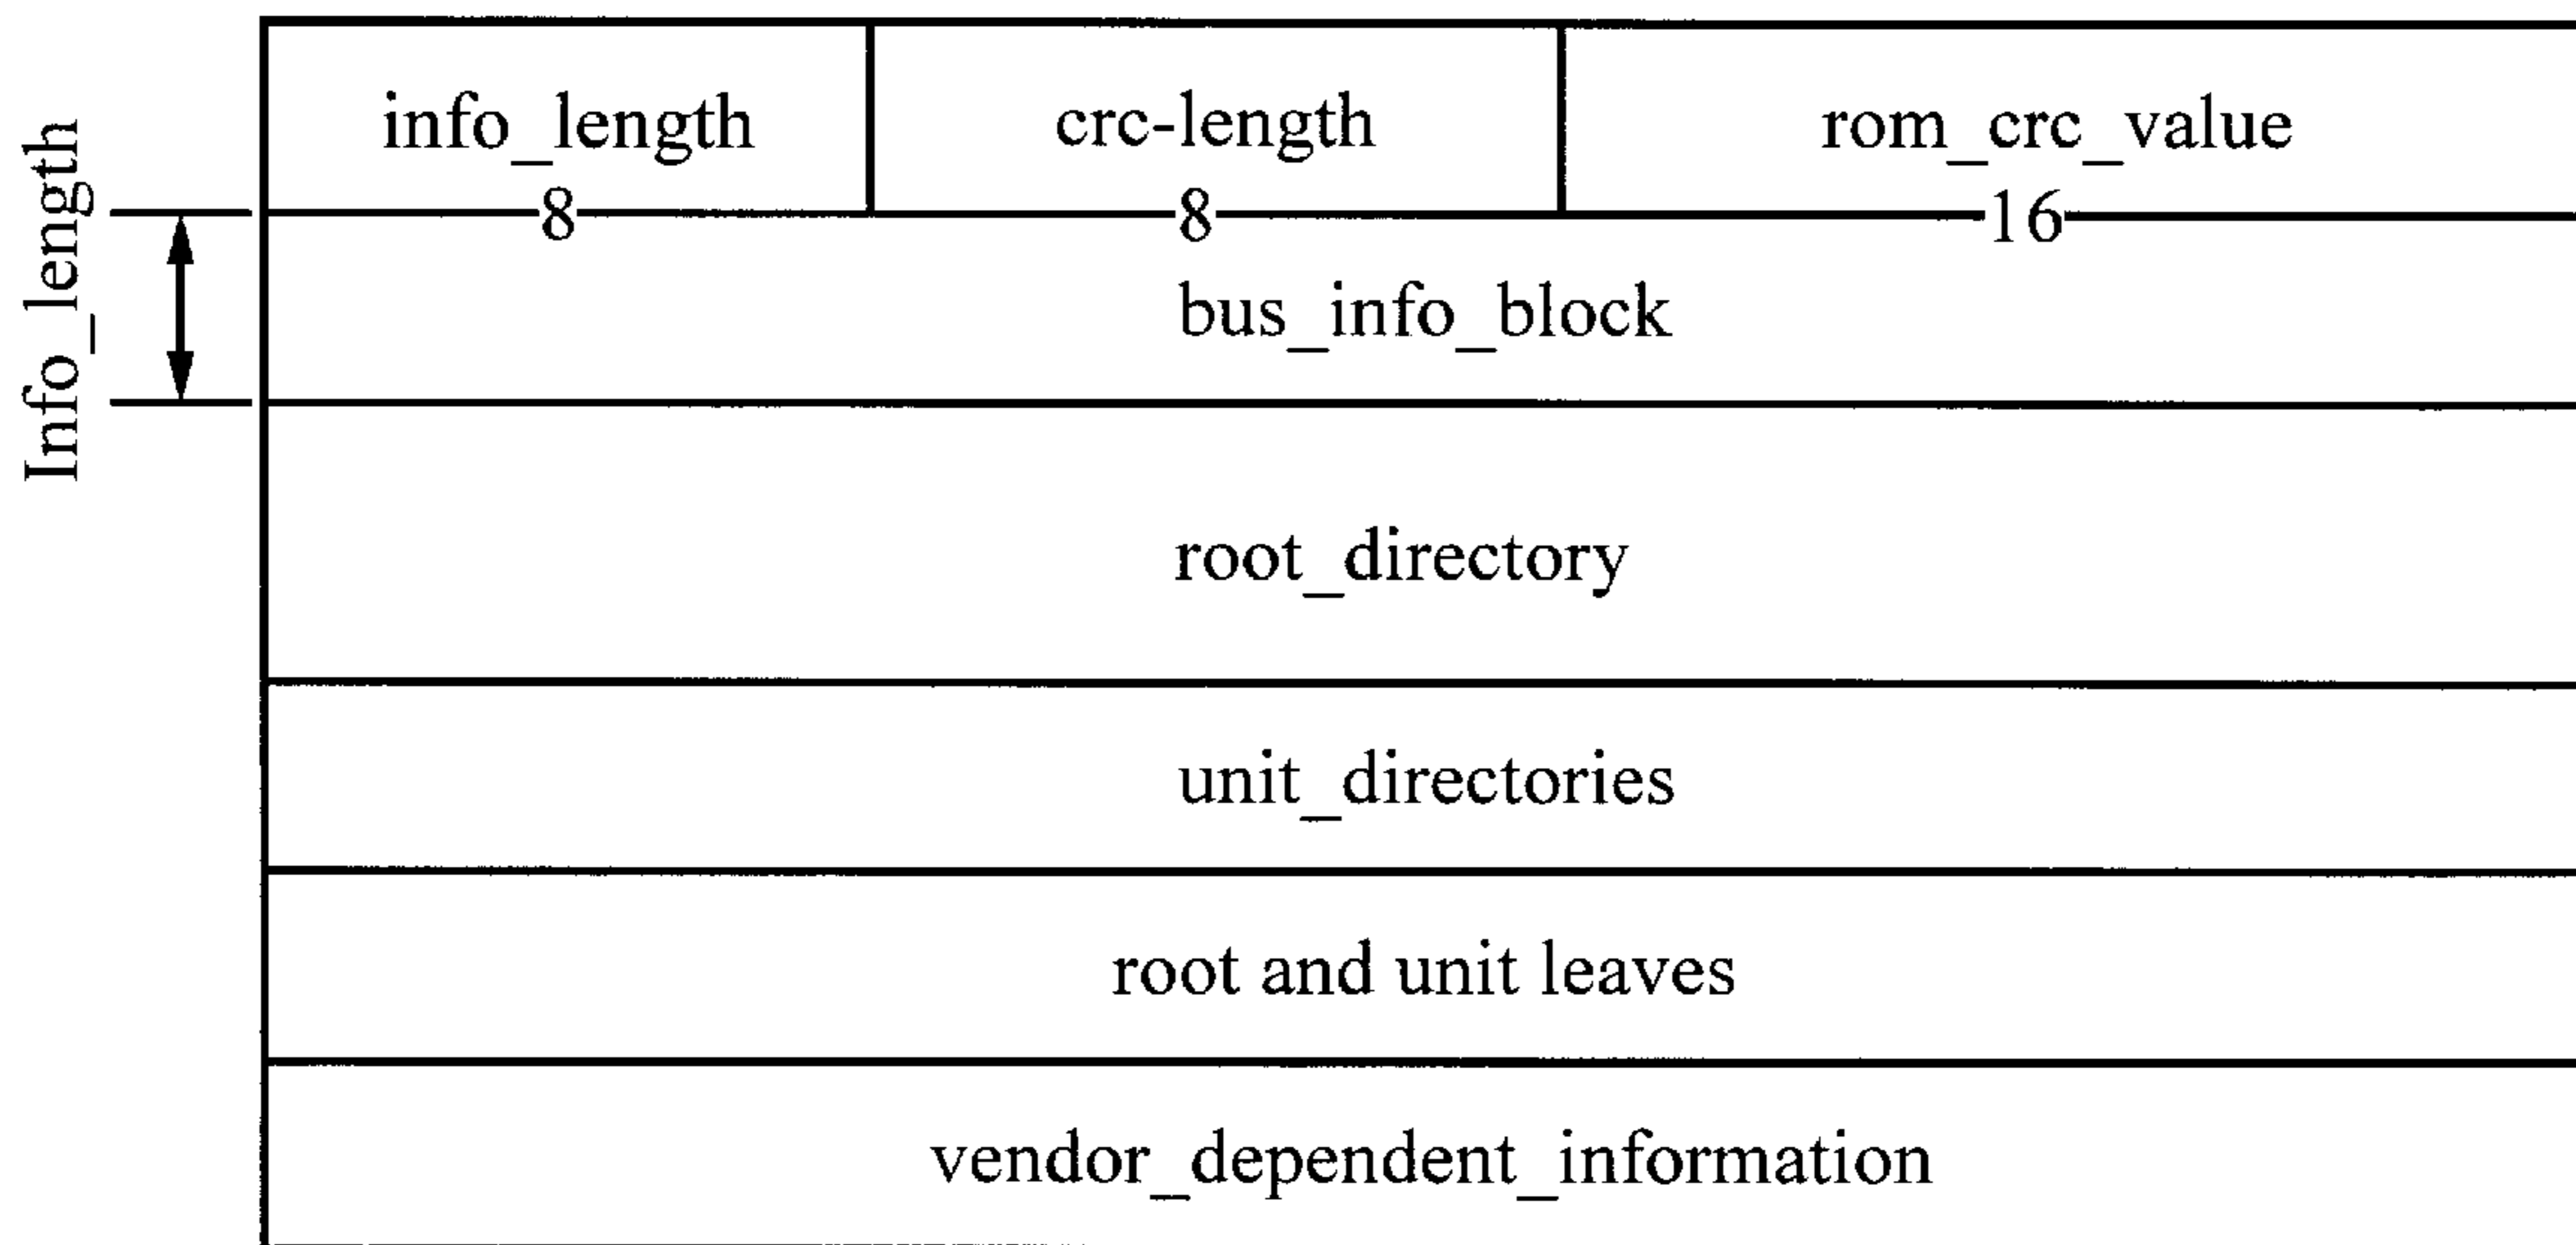 info_length crc-length rom_crc_value
8 8 16
Info_length
bus_info_block
root_directory
unit_directories
root and unit leaves
vendor_dependent_information